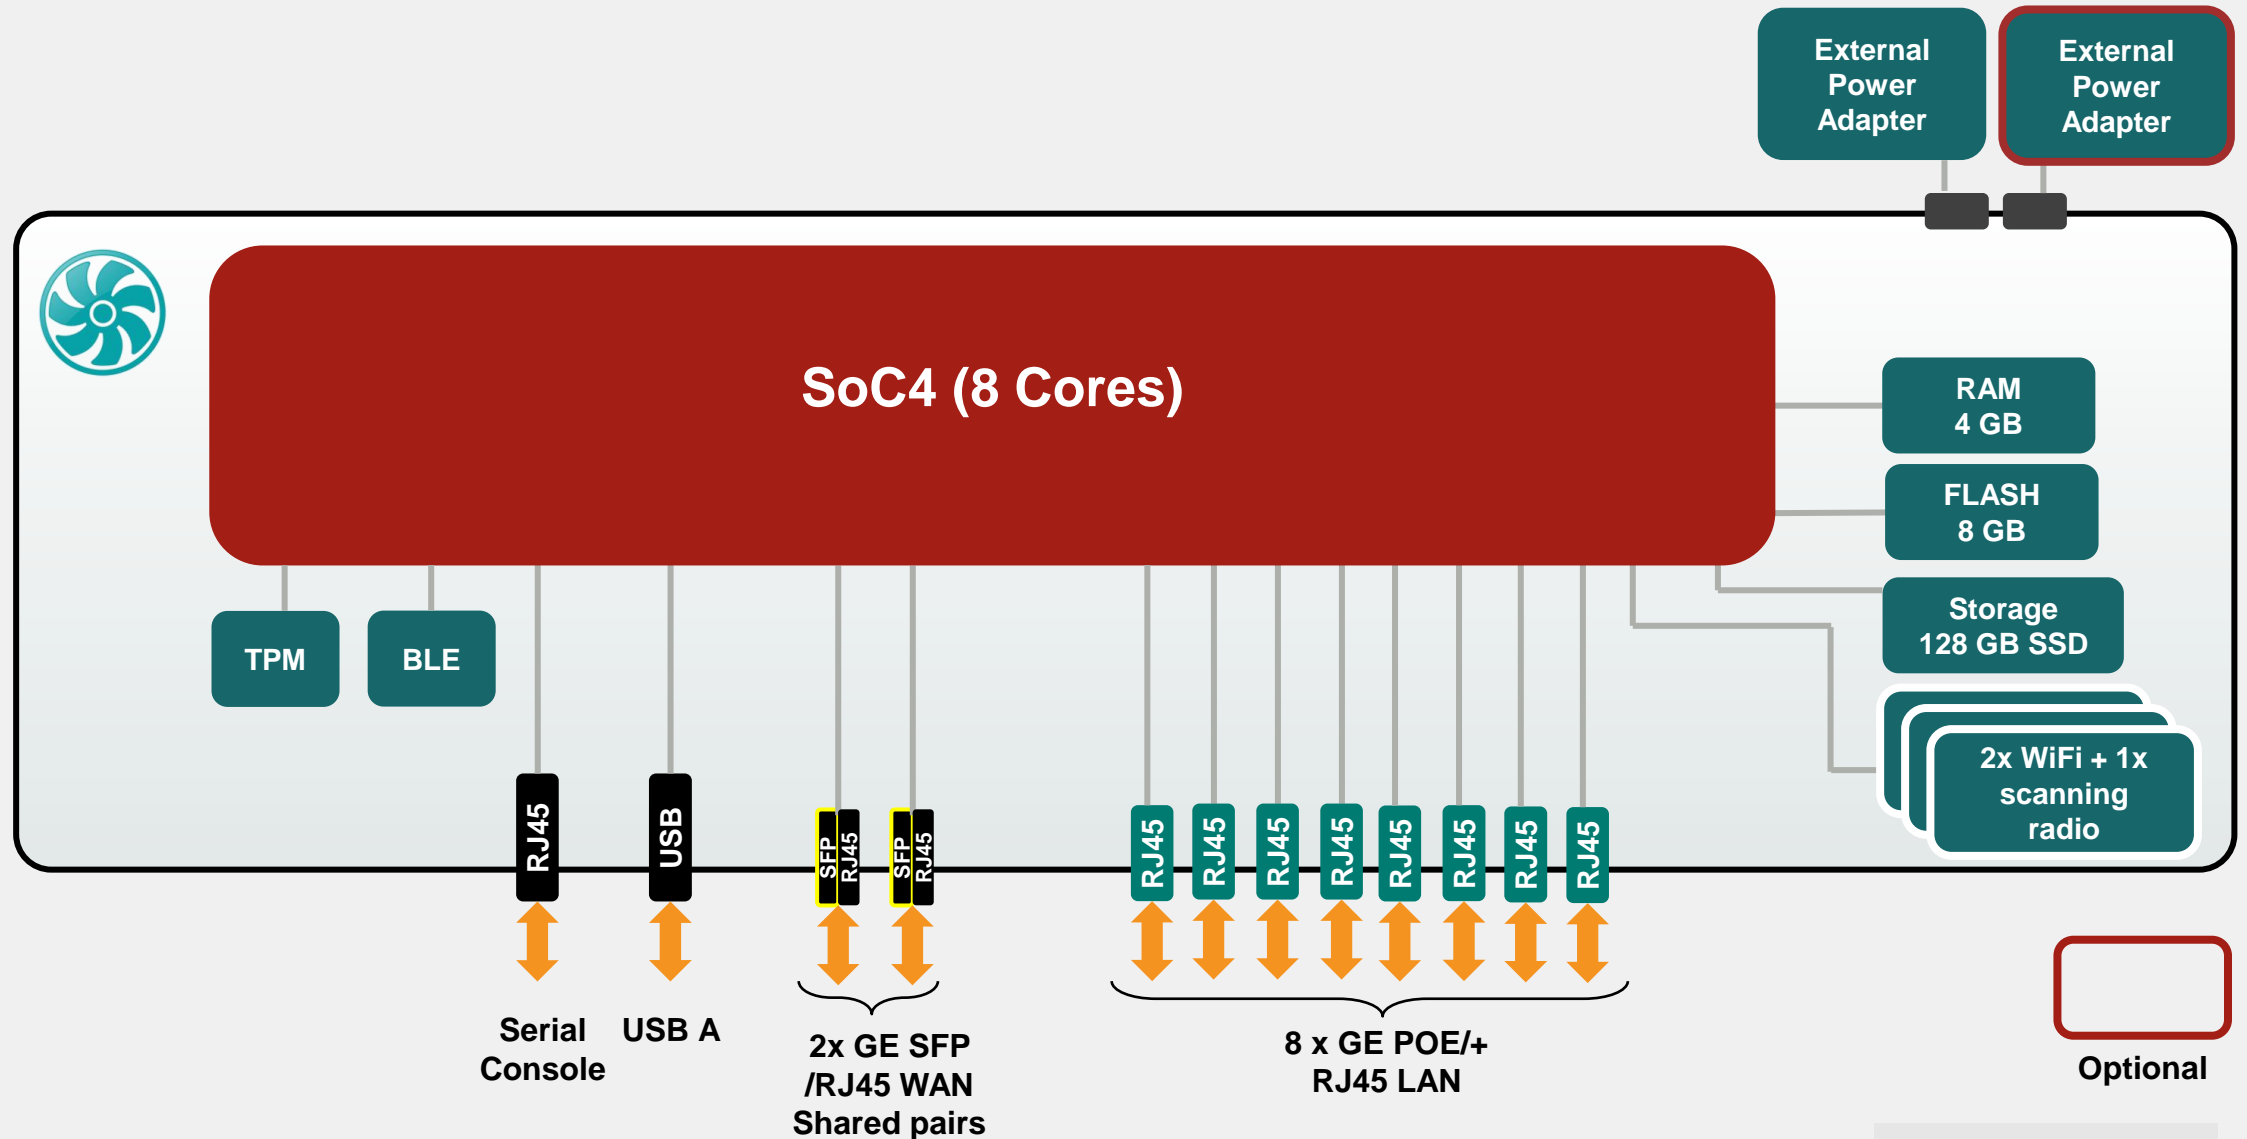 External
Power
Adapter
External
Power
Adapter
SoC4 (8 Cores)
RAM
4 GB
FLASH
8 GB
Storage
128 GB SSD
TPM
BLE
2x WiFi + 1x
scanning
radio
RJ45
USB
SFP
RJ45
SFP
RJ45
RJ45
RJ45
RJ45
RJ45
RJ45
RJ45
RJ45
RJ45
Serial
Console
USB A
2x GE SFP
/RJ45 WAN
Shared pairs
8 x GE POE/+
RJ45 LAN
Optional